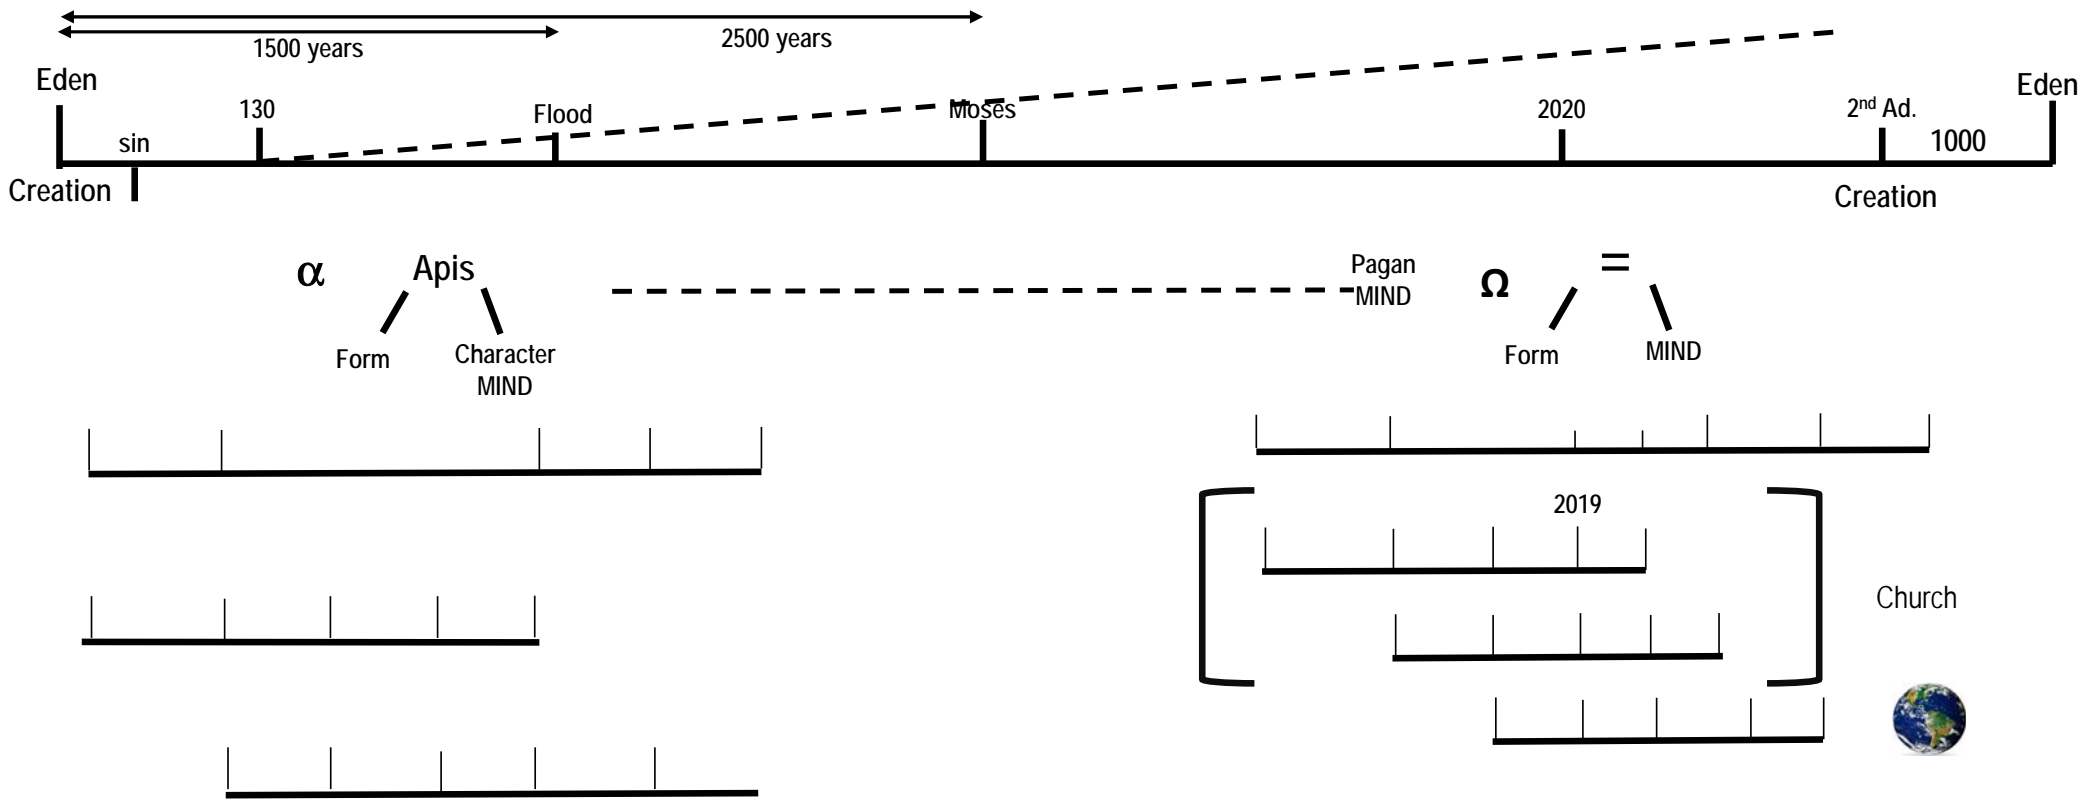 1500 years
2500 years
Eden
Eden
130
Flood
Moses
2020
2nd Ad.
sin
1000
Creation
Creation
α
Apis
Pagan
MIND
Ω
=
Form
Character
MIND
Form
MIND
2019
Church